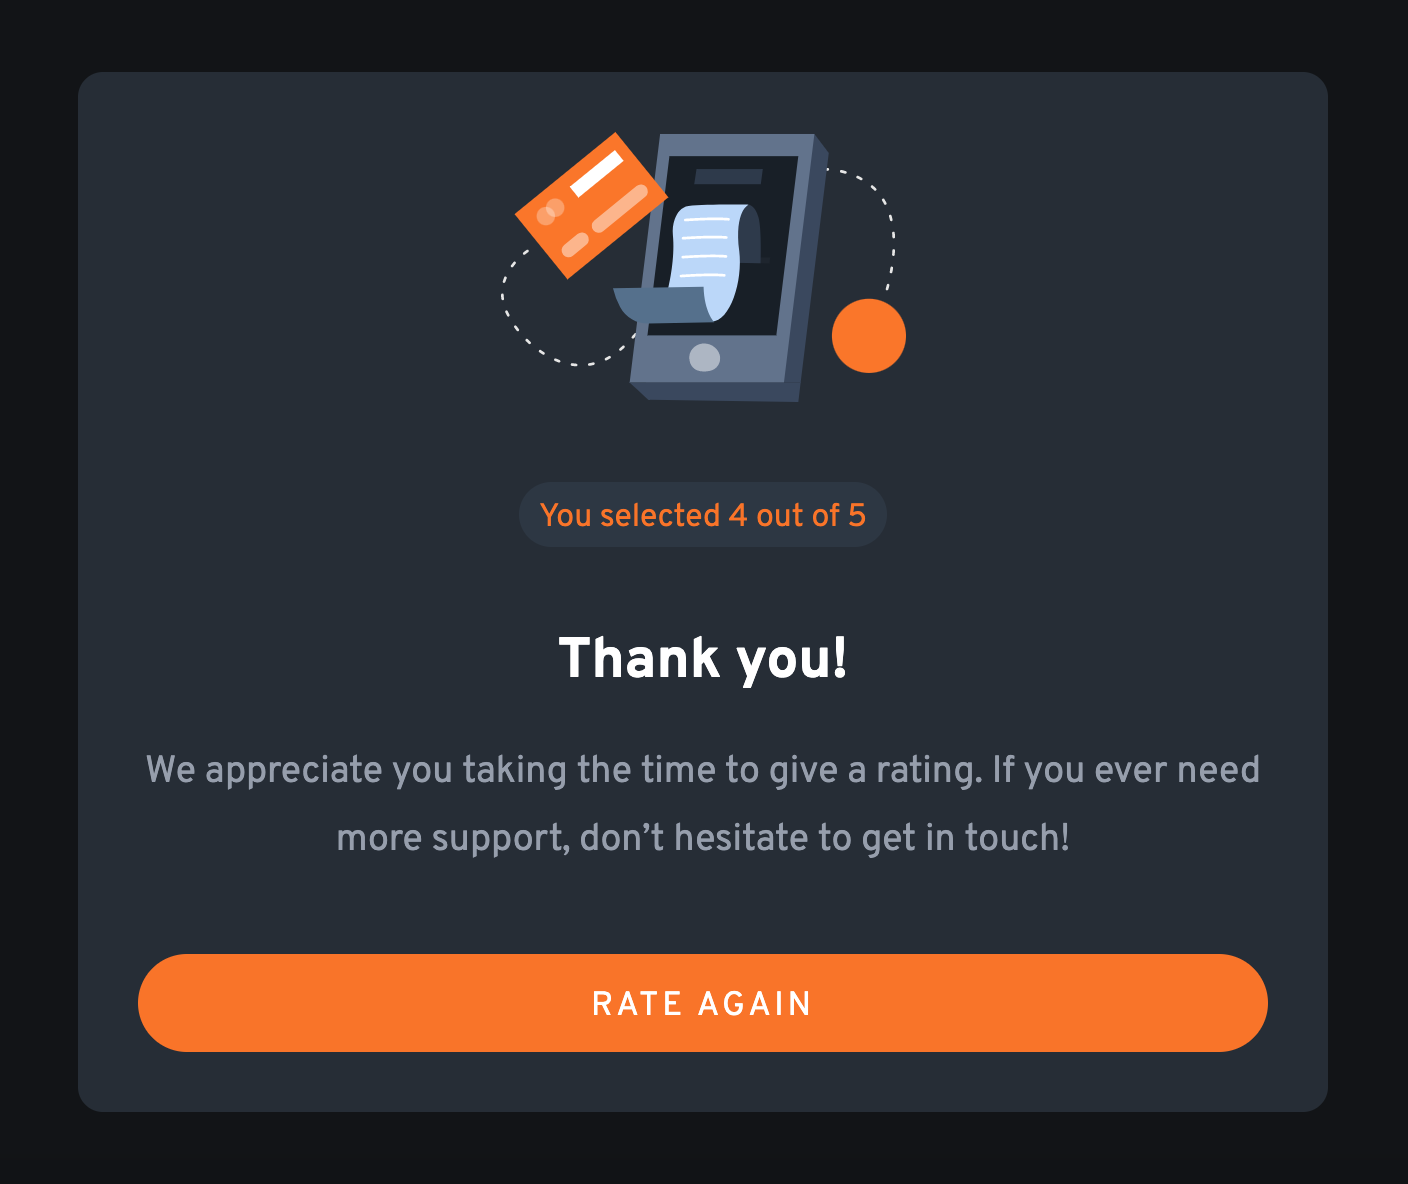 You selected 4 out of 5
Thank you!
We appreciate you taking the time to give a rating. If you ever need
more support, don’t hesitate to get in touch!
RATE AGAIN